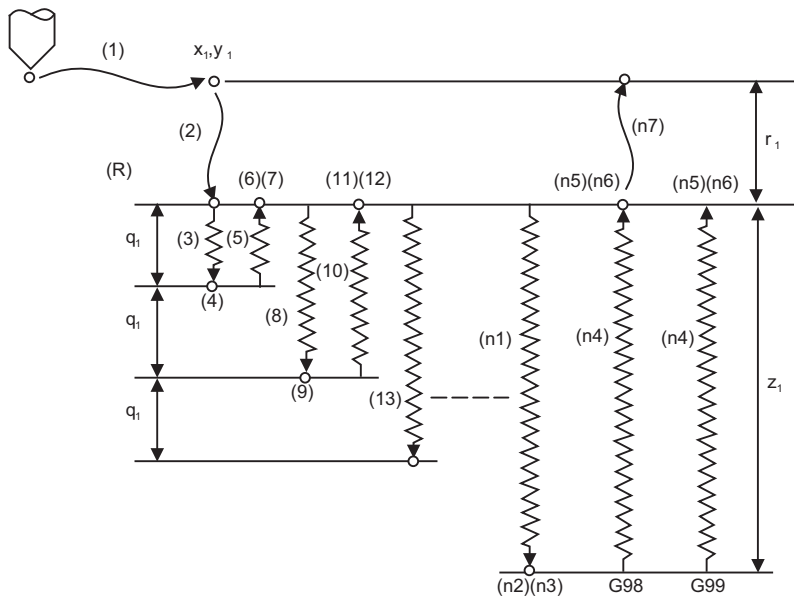 (1)
x₁,y₁
(2)
(n7)
r₁
(R)
(6)(7)
(11)(12)
(n5)(n6)
(n5)(n6)
q₁
(3)
(5)
(10)
(4)
(8)
(n1)
(n4)
(n4)
q₁
(9)
(13)
z₁
q₁
(n2)(n3)
G98
G99